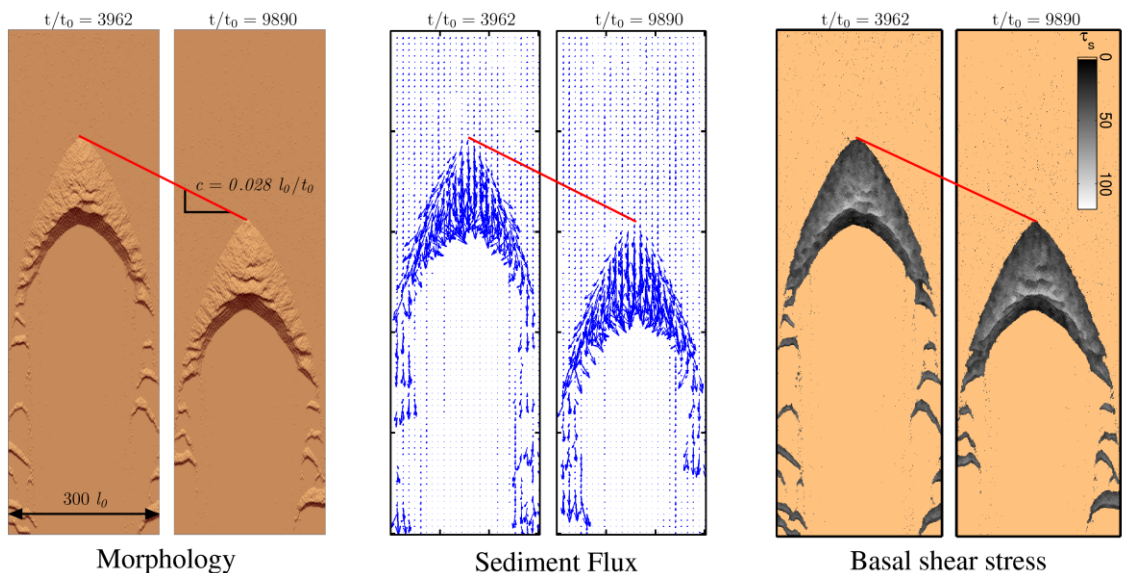 t/t₀ = 3962
t/t₀ = 9890
c = 0.028 l₀/t₀
300 l₀
Morphology
t/t₀ = 3962
t/t₀ = 9890
Sediment Flux
t/t₀ = 3962
t/t₀ = 9890
τₛ
0
50
100
Basal shear stress